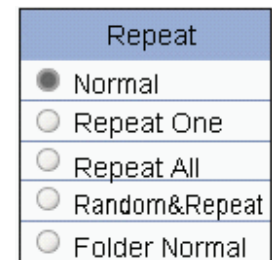 Repeat
Normal
Repeat One
Repeat All
Random&Repeat
Folder Normal